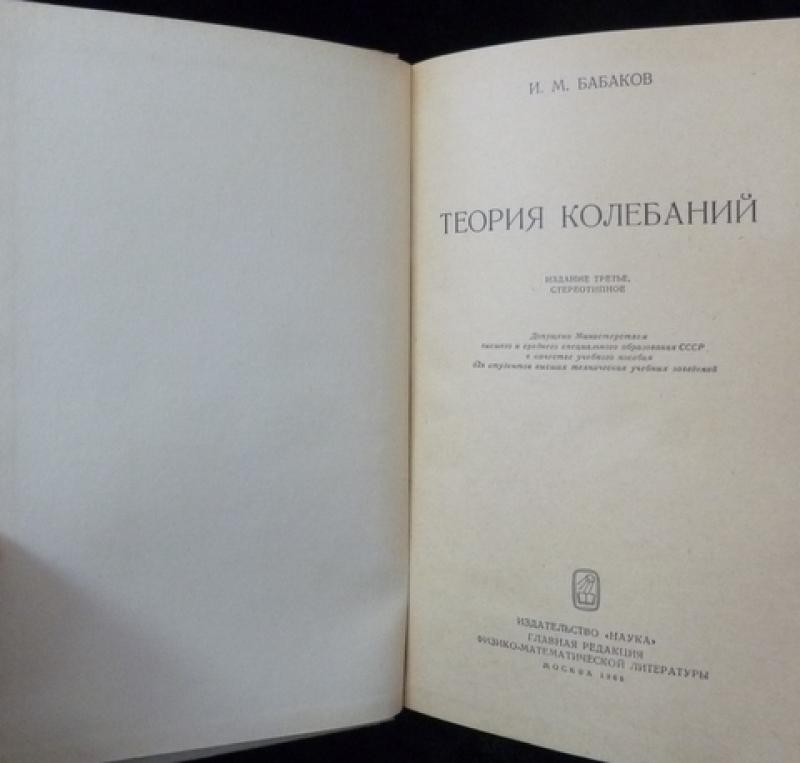 И. М. БАБАКОВ
ТЕОРИЯ КОЛЕБАНИЙ
ИЗДАНИЕ ТРЕТЬЕ,
СТЕРЕОТИПНОЕ
Допущено Министерством
высшего и среднего специального образования СССР
в качестве учебного пособия
для студентов высших технических учебных заведений
ИЗДАТЕЛЬСТВО «НАУКА»
ГЛАВНАЯ РЕДАКЦИЯ
ФИЗИКО-МАТЕМАТИЧЕСКОЙ ЛИТЕРАТУРЫ
МОСКВА 1968